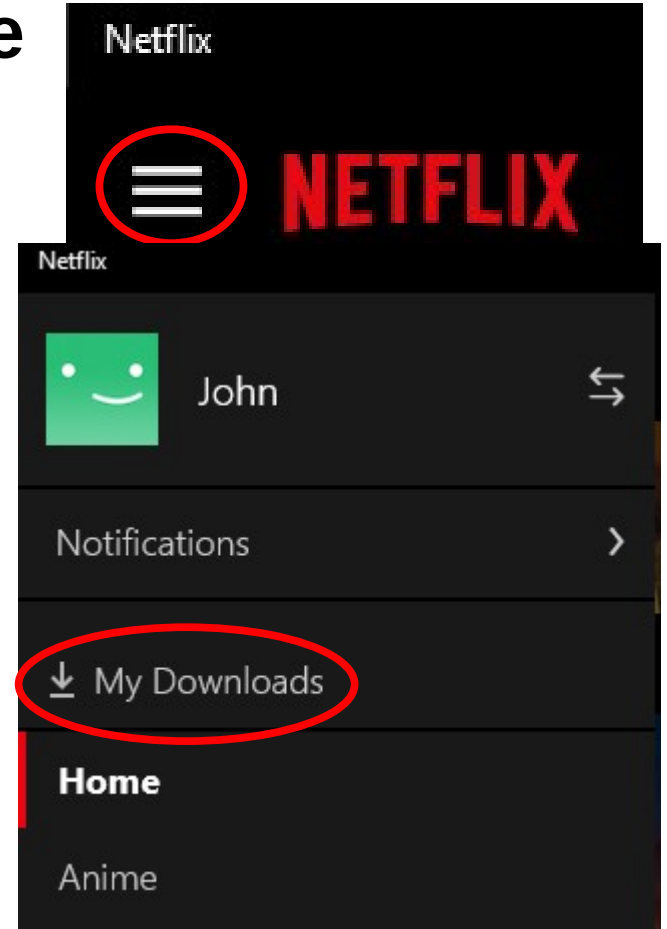 e
Netflix
NETFLIX
Netflix
John
Notifications
My Downloads
Home
Anime